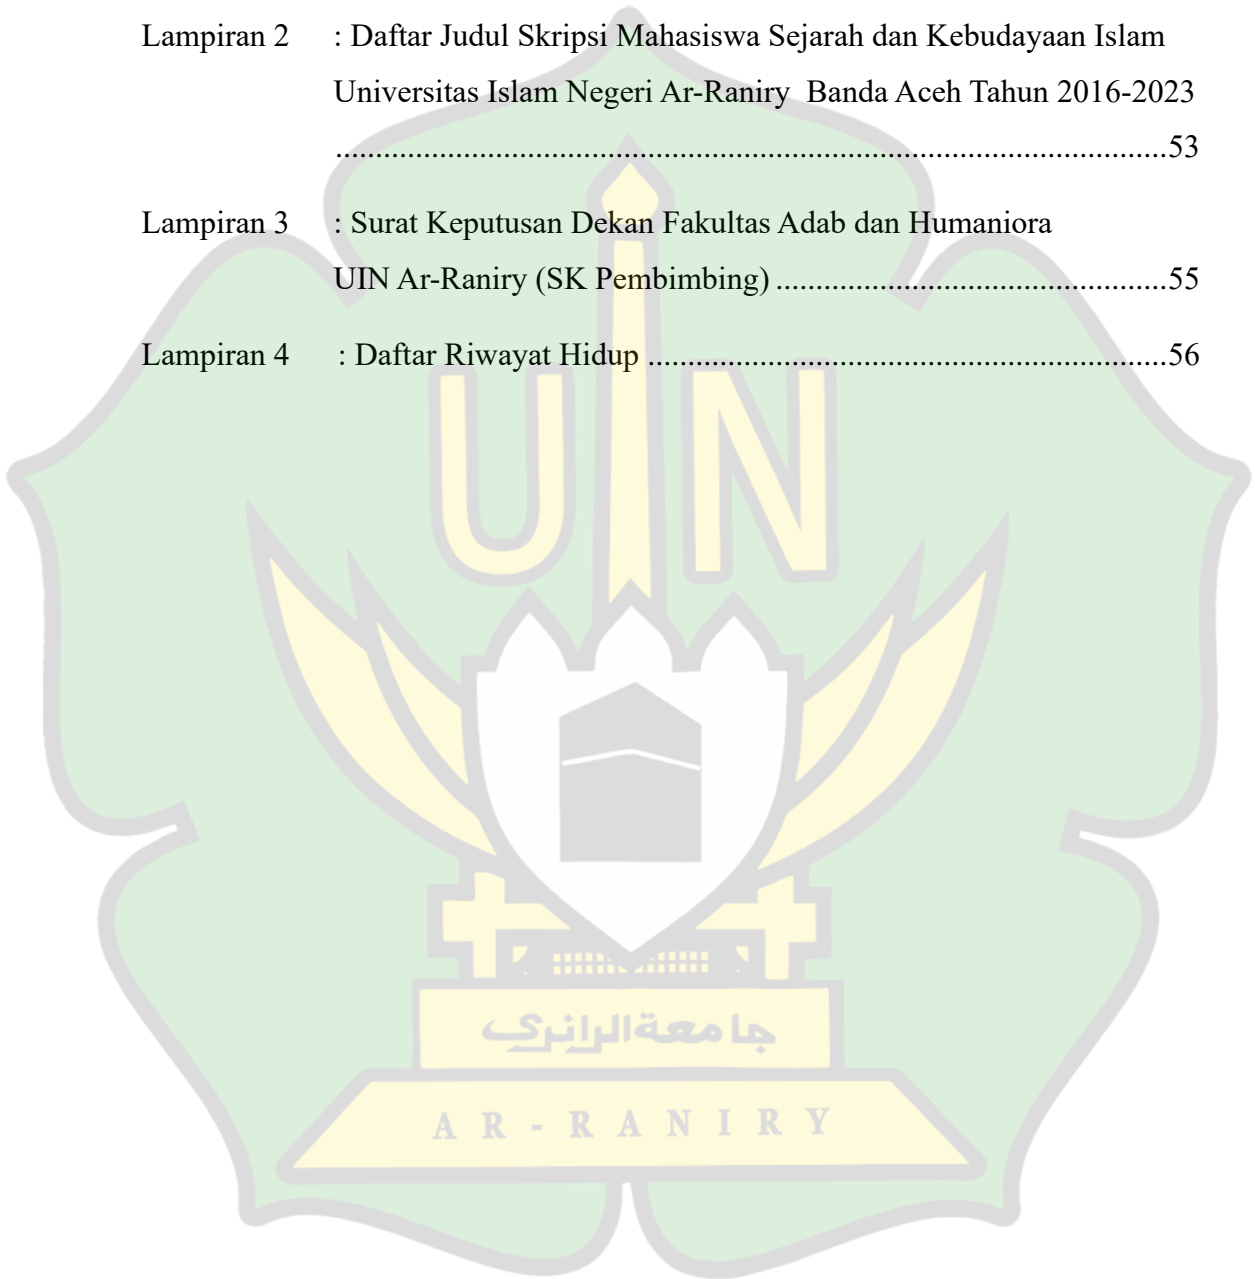 Lampiran 2 : Daftar Judul Skripsi Mahasiswa Sejarah dan Kebudayaan Islam
Universitas Islam Negeri Ar-Raniry Banda Aceh Tahun 2016-2023
........................................................................................................53
Lampiran 3 : Surat Keputusan Dekan Fakultas Adab dan Humaniora
UIN Ar-Raniry (SK Pembimbing) .................................................55
Lampiran 4 : Daftar Riwayat Hidup .................................................................56
UIN
جامعة الرانري
AR-RANIRY